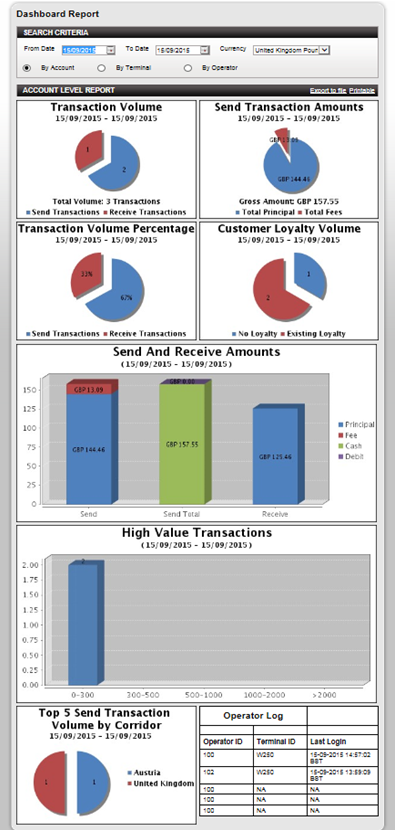 Dashboard Report
SEARCH CRITERIA
From Date 15/09/2015 To Date 15/09/2015 Currency United Kingdom Pour
By Account By Terminal By Operator
ACCOUNT LEVEL REPORT Export to file Printable
Transaction Volume
15/09/2015 - 15/09/2015
1
2
Total Volume: 3 Transactions
Send Transactions Receive Transactions
Send Transaction Amounts
15/09/2015 - 15/09/2015
GBP 13.09
GBP 144.46
Gross Amount: GBP 157.55
Total Principal Total Fees
Transaction Volume Percentage
15/09/2015 - 15/09/2015
33%
67%
Send Transactions Receive Transactions
Customer Loyalty Volume
15/09/2015 - 15/09/2015
1
2
No Loyalty Existing Loyalty
Send And Receive Amounts
(15/09/2015 - 15/09/2015)
150
125
100
75
50
25
0
GBP 13.09
GBP 144.46
GBP 0.00
GBP 157.55
GBP 125.46
Send Send Total Receive
Principal
Fee
Cash
Debit
High Value Transactions
(15/09/2015 - 15/09/2015)
2.00
1.75
1.50
1.25
1.00
0.75
0.50
0.25
0.00
2
0-300 300-500 500-1000 1000-2000 >2000
Top 5 Send Transaction
Volume by Corridor
15/09/2015 - 15/09/2015
1
1
Austria
United Kingdom
Operator Log
Operator ID Terminal ID Last Login
100 W250 15-09-2015 14:57:02
BST
102 W250 15-09-2015 13:59:09
BST
100 NA NA
100 NA NA
100 NA NA